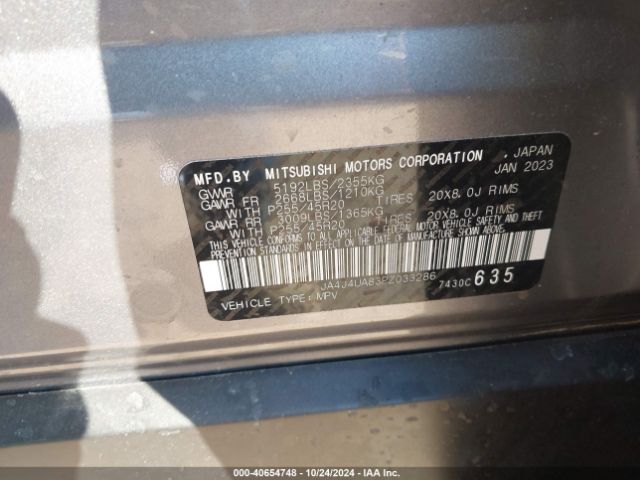 MFD.BY MITSUBISHI MOTORS CORPORATION , JAPAN
JAN 2023
GVWR 5192LBS/2355KG
GAWR FR 2668LBS/1210KG
WITH P255/45R20 TIRES 20X8.0J RIMS
GAWR RR 3009LBS/1365KG
WITH P255/45R20 TIRES 20X8.0J RIMS
THIS VEHICLE CONFORMS TO ALL APPLICABLE FEDERAL MOTOR VEHICLE SAFETY AND THEFT
PREVENTION STANDARDS IN EFFECT ON THE DATE OF MANUFACTURE SHOWN ABOVE.
JA4J4UA83PZ033286 7430C 635
VEHICLE TYPE: MPV
000-40654748 - 10/24/2024 - IAA Inc.